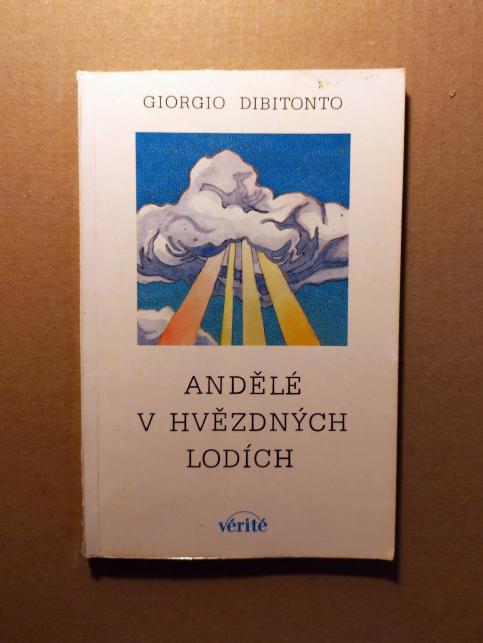 GIORGIO DIBITONTO
ANDĚLÉ
V HVĚZDNÝCH
LODÍCH
vérité